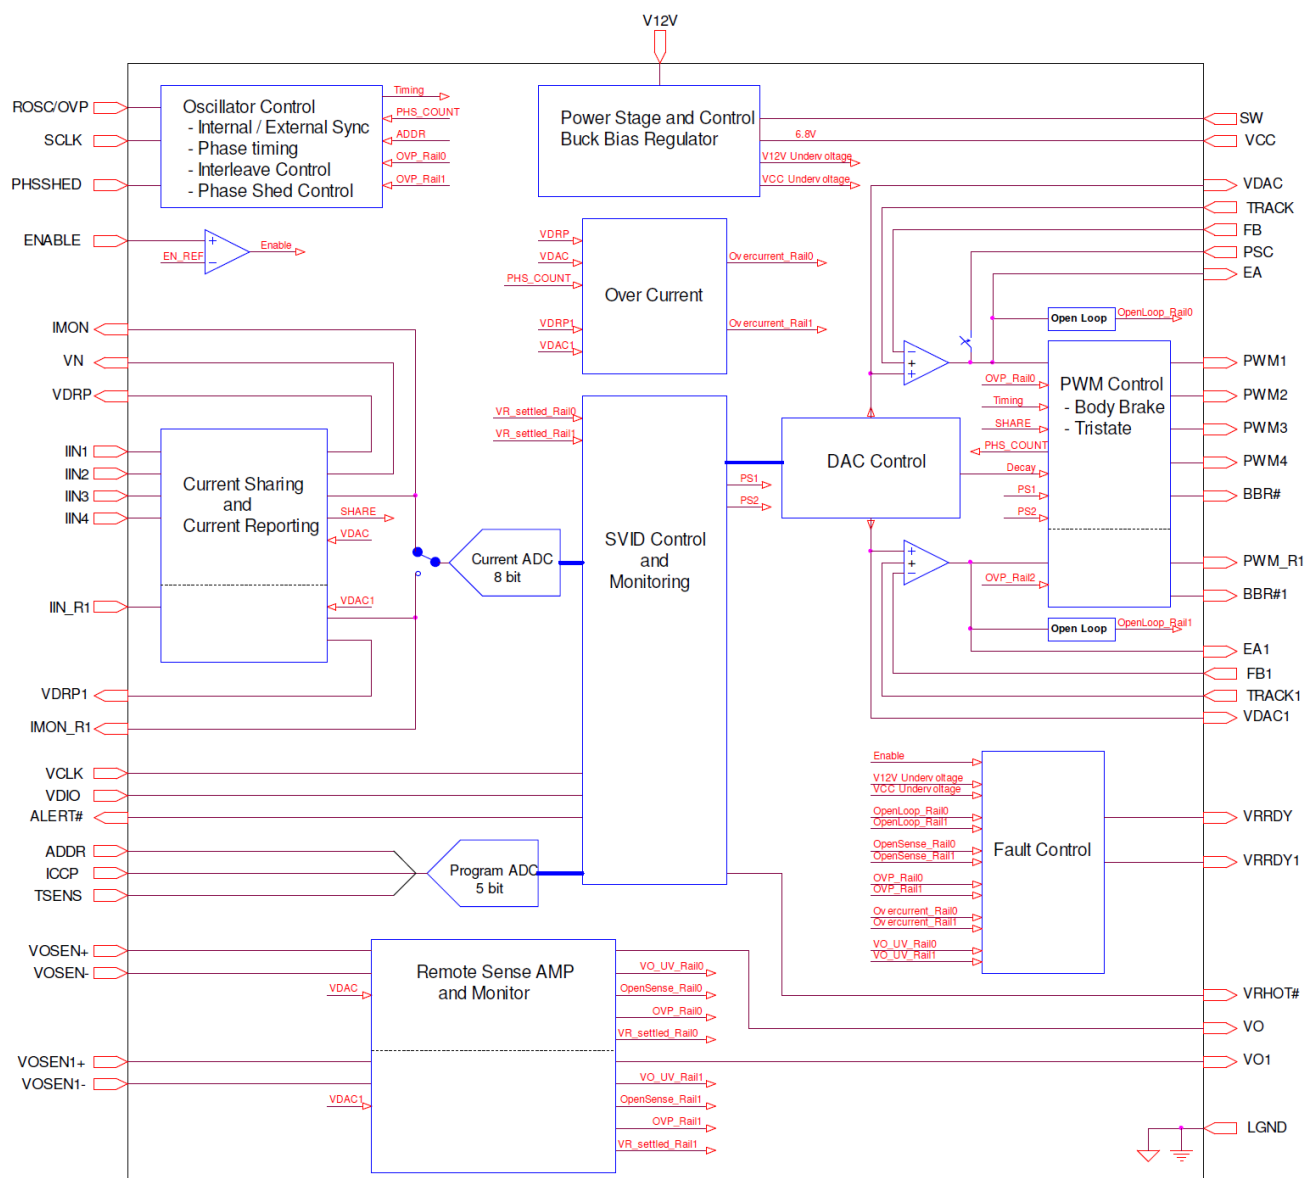 V12V
ROSC/OVP
SCLK
PHSSHED
Oscillator Control
- Internal / External Sync
- Phase timing
- Interleave Control
- Phase Shed Control
Timing
PHS_COUNT
ADDR
OVP_Rail0
OVP_Rail1
Power Stage and Control
Buck Bias Regulator
6.8V
V12V Undervoltage
VCC Undervoltage
SW
VCC
VDAC
TRACK
FB
PSC
EA
ENABLE
EN_REF
+
−
Enable
VDRP
VDAC
PHS_COUNT
VDRP1
VDAC1
Over Current
Overcurrent_Rail0
Overcurrent_Rail1
Open Loop
OpenLoop_Rail0
IMON
VN
VDRP
IIN1
IIN2
IIN3
IIN4
IIN_R1
VDRP1
IMON_R1
Current Sharing
and
Current Reporting
SHARE
VDAC
VDAC1
Current ADC
8 bit
VR_settled_Rail0
VR_settled_Rail1
SVID Control
and
Monitoring
PS1
PS2
DAC Control
−
+
+
+
+
−
OVP_Rail0
Timing
SHARE
PHS_COUNT
Decay
PS1
PS2
OVP_Rail2
PWM Control
- Body Brake
- Tristate
PWM1
PWM2
PWM3
PWM4
BBR#
PWM_R1
BBR#1
Open Loop
OpenLoop_Rail1
EA1
FB1
TRACK1
VDAC1
VCLK
VDIO
ALERT#
ADDR
ICCP
TSENS
Program ADC
5 bit
Enable
V12V Undervoltage
VCC Undervoltage
OpenLoop_Rail0
OpenLoop_Rail1
OpenSense_Rail0
OpenSense_Rail1
OVP_Rail0
OVP_Rail1
Overcurrent_Rail0
Overcurrent_Rail1
VO_UV_Rail0
VO_UV_Rail1
Fault Control
VRRDY
VRRDY1
VOSEN+
VOSEN-
VDAC
VOSEN1+
VOSEN1-
VDAC1
Remote Sense AMP
and Monitor
VO_UV_Rail0
OpenSense_Rail0
OVP_Rail0
VR_settled_Rail0
VO_UV_Rail1
OpenSense_Rail1
OVP_Rail1
VR_settled_Rail1
VRHOT#
VO
VO1
LGND